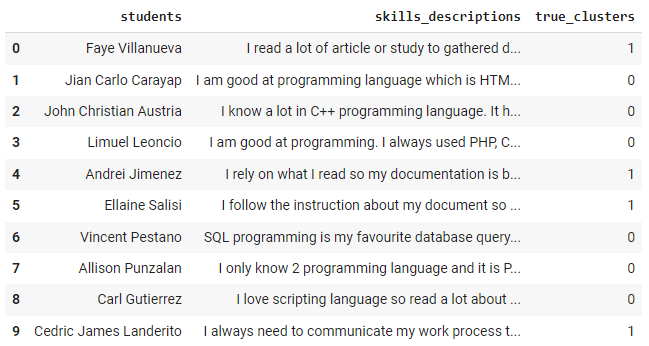 students skills_descriptions true_clusters
0 Faye Villanueva I read a lot of article or study to gathered d... 1
1 Jian Carlo Carayap I am good at programming language which is HTM... 0
2 John Christian Austria I know a lot in C++ programming language. It h... 0
3 Limuel Leoncio I am good at programming. I always used PHP, C... 0
4 Andrei Jimenez I rely on what I read so my documentation is b... 1
5 Ellaine Salisi I follow the instruction about my document so ... 1
6 Vincent Pestano SQL programming is my favourite database query... 0
7 Allison Punzalan I only know 2 programming language and it is P... 0
8 Carl Gutierrez I love scripting language so read a lot about ... 0
9 Cedric James Landerito I always need to communicate my work process t... 1